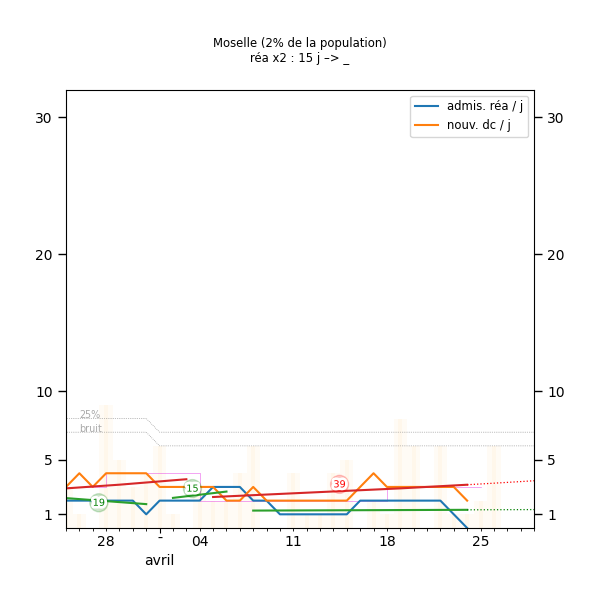 Moselle (2% de la population)
réa x2 : 15 j –> _
admis. réa / j
nouv. dc / j
30 30
20 20
10 10
25%
bruit
5 5
39
15
19
1 1
28 - 04 11 18 25
avril